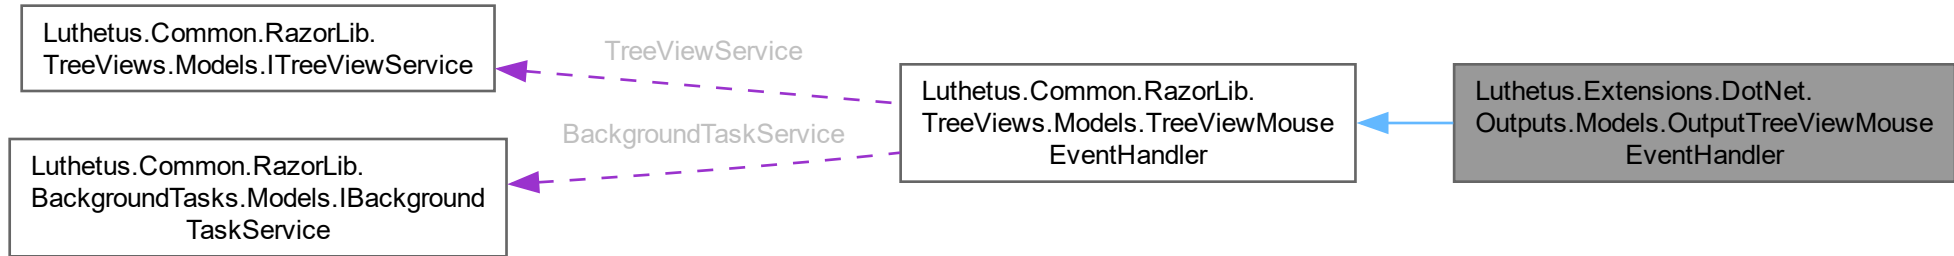 Luthetus.Common.RazorLib.
TreeViews.Models.ITreeViewService
TreeViewService
Luthetus.Common.RazorLib.
BackgroundTasks.Models.IBackground
TaskService
BackgroundTaskService
Luthetus.Common.RazorLib.
TreeViews.Models.TreeViewMouse
EventHandler
Luthetus.Extensions.DotNet.
Outputs.Models.OutputTreeViewMouse
EventHandler